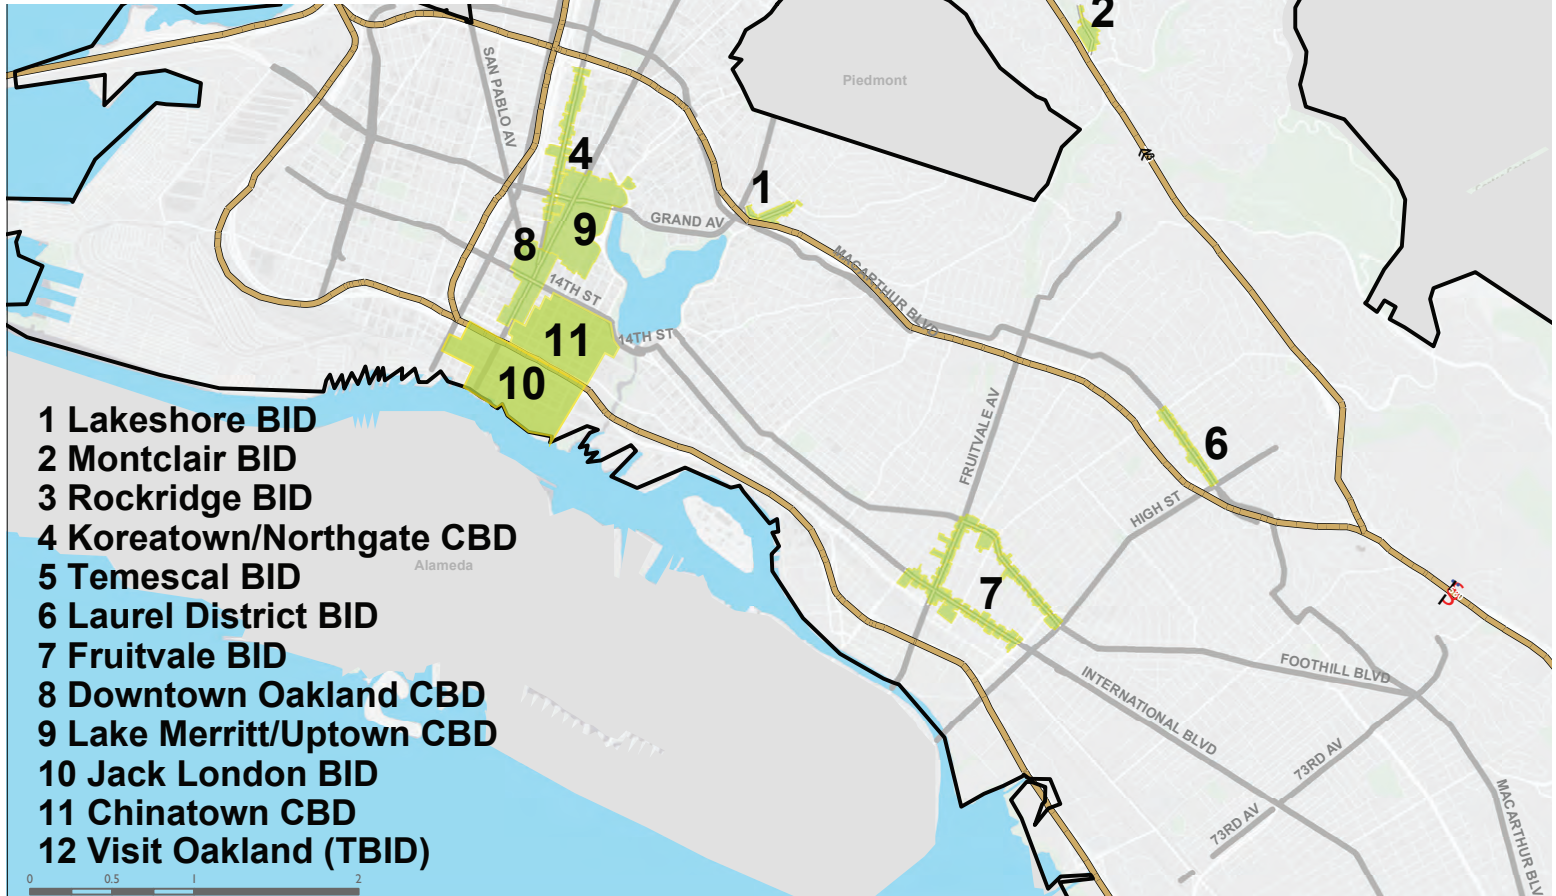 2
Piedmont
SAN PABLO AV
4
1
GRAND AV
9
8
MACARTHUR BLVD
14TH ST
11
14TH ST
10
FRUITVALE AV
6
HIGH ST
7
1 Lakeshore BID
2 Montclair BID
3 Rockridge BID
4 Koreatown/Northgate CBD
Alameda
5 Temescal BID
6 Laurel District BID
7 Fruitvale BID
8 Downtown Oakland CBD
9 Lake Merritt/Uptown CBD
10 Jack London BID
11 Chinatown CBD
12 Visit Oakland (TBID)
FOOTHILL BLVD
INTERNATIONAL BLVD
73RD AV
73RD AV
MACARTHUR BLV
0 0.5 1 2